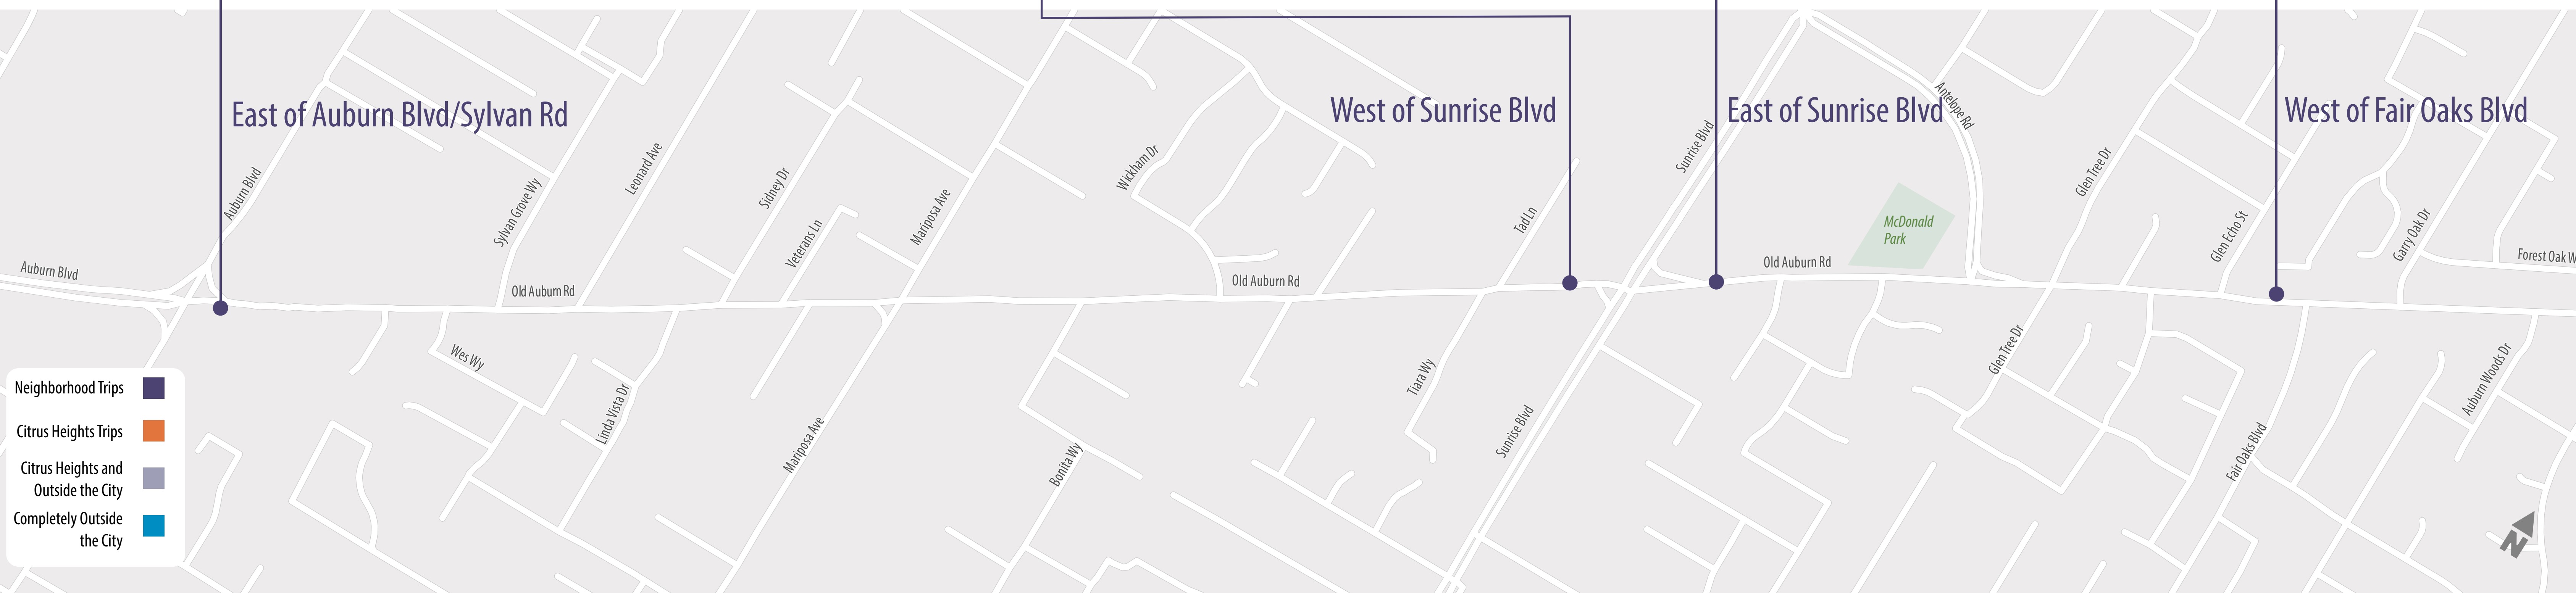 East of Auburn Blvd/Sylvan Rd
West of Sunrise Blvd
East of Sunrise Blvd
West of Fair Oaks Blvd
Auburn Blvd
Auburn Blvd
Sylvan Grove Wy
Leonard Ave
Sidney Dr
Veterans Ln
Mariposa Ave
Wickham Dr
Tad Ln
Sunrise Blvd
Antelope Rd
McDonald
Park
Glen Tree Dr
Glen Echo St
Garry Oak Dr
Forest Oak W
Old Auburn Rd
Old Auburn Rd
Old Auburn Rd
Wes Wy
Linda Vista Dr
Mariposa Ave
Bonita Wy
Tiara Wy
Sunrise Blvd
Glen Tree Dr
Fair Oaks Blvd
Auburn Woods Dr
Neighborhood Trips
Citrus Heights Trips
Citrus Heights and
Outside the City
Completely Outside
the City
N